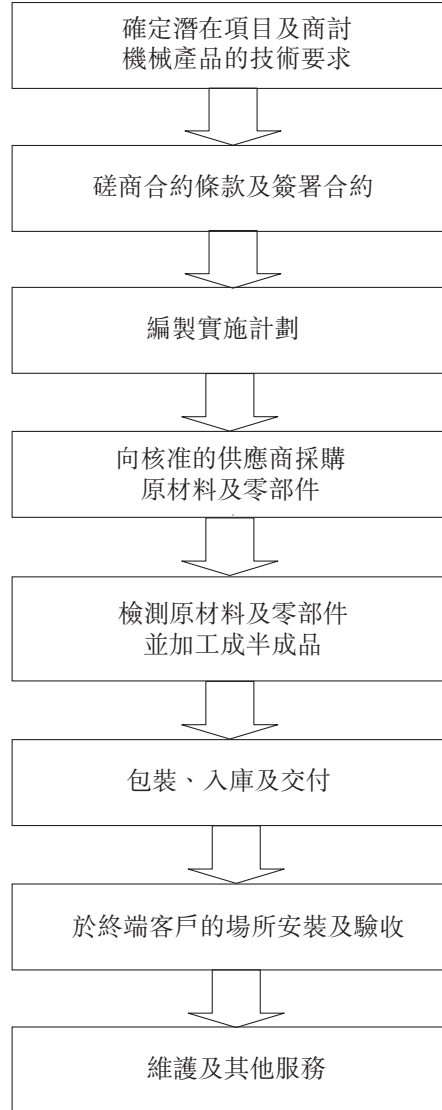 確定潛在項目及商討
機械產品的技術要求
磋商合約條款及簽署合約
編製實施計劃
向核准的供應商採購
原材料及零部件
檢測原材料及零部件
並加工成半成品
包裝、入庫及交付
於終端客戶的場所安裝及驗收
維護及其他服務